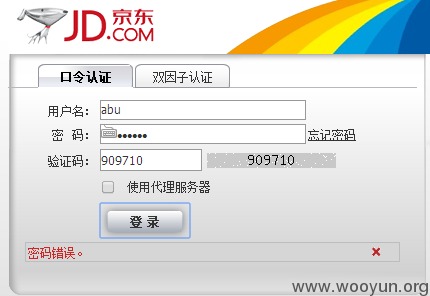 JD 京东
.COM
口令认证 双因子认证
用户名: abu
密 码: •••••• 忘记密码
验证码: 909710 909710
使用代理服务器
登 录
密码错误。
www.wooyun.org